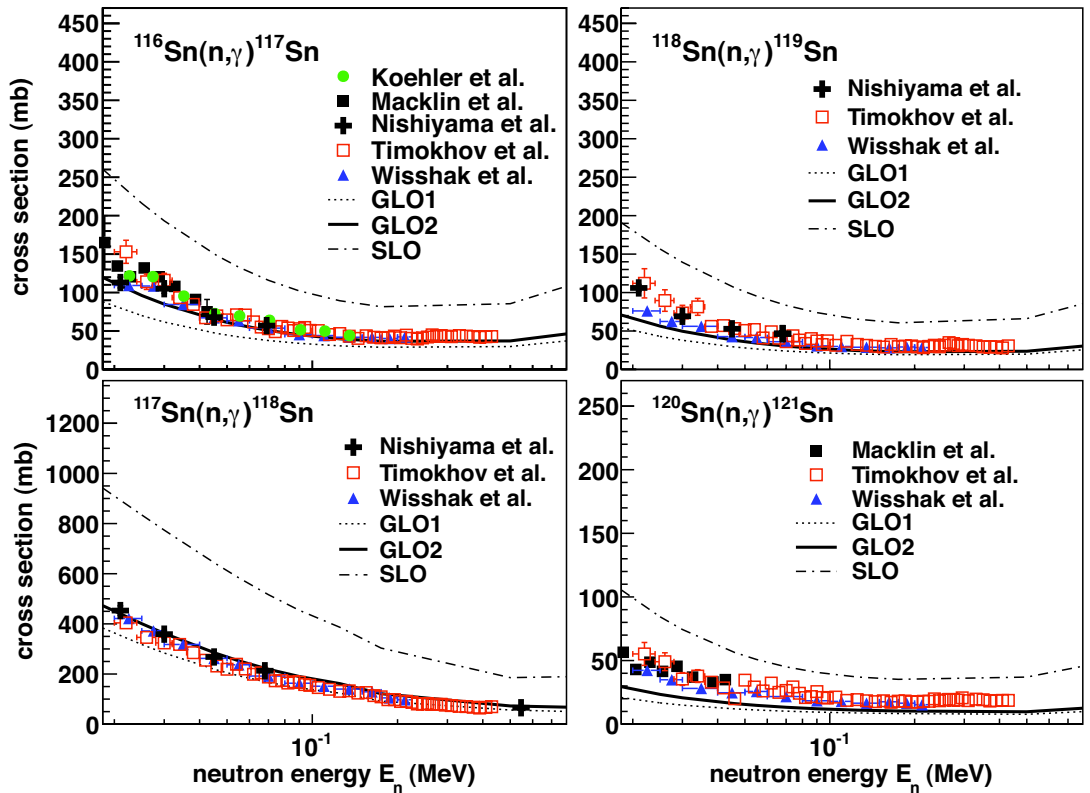 cross section (mb)
450
400
350
300
250
200
150
100
50
0
¹¹⁶Sn(n,γ)¹¹⁷Sn
Koehler et al.
Macklin et al.
Nishiyama et al.
Timokhov et al.
Wisshak et al.
GLO1
GLO2
SLO
450
400
350
300
250
200
150
100
50
0
¹¹⁸Sn(n,γ)¹¹⁹Sn
Nishiyama et al.
Timokhov et al.
Wisshak et al.
GLO1
GLO2
SLO
cross section (mb)
1200
1000
800
600
400
200
0
¹¹⁷Sn(n,γ)¹¹⁸Sn
Nishiyama et al.
Timokhov et al.
Wisshak et al.
GLO1
GLO2
SLO
10⁻¹
neutron energy E_n (MeV)
250
200
150
100
50
0
¹²⁰Sn(n,γ)¹²¹Sn
Macklin et al.
Timokhov et al.
Wisshak et al.
GLO1
GLO2
SLO
10⁻¹
neutron energy E_n (MeV)